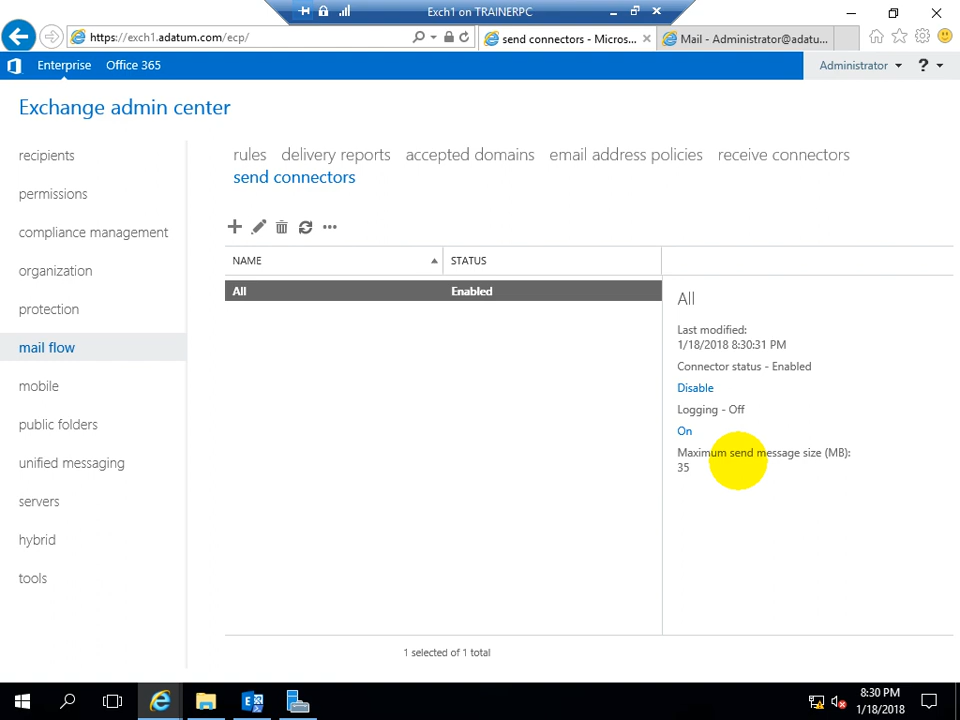 Exch1 on TRAINERPC
https://exch1.adatum.com/ecp/
send connectors - Micros...
Mail - Administrator@adatu...
Enterprise Office 365
Administrator ?
Exchange admin center
recipients
permissions
compliance management
organization
protection
mail flow
mobile
public folders
unified messaging
servers
hybrid
tools
rules delivery reports accepted domains email address policies receive connectors
send connectors
NAME STATUS
All Enabled
All
Last modified:
1/18/2018 8:30:31 PM
Connector status - Enabled
Disable
Logging - Off
On
Maximum send message size (MB):
35
1 selected of 1 total
8:30 PM
1/18/2018